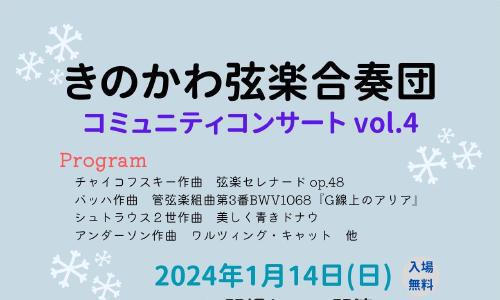 きのかわ弦楽合奏団
コミュニティコンサート vol.4
Program
チャイコフスキー作曲 弦楽セレナード op.48
バッハ作曲 管弦楽組曲第3番BWV1068『G線上のアリア』
シュトラウス２世作曲 美しく青きドナウ
アンダーソン作曲 ワルツィング・キャット 他
2024年1月14日(日)
入場
無料